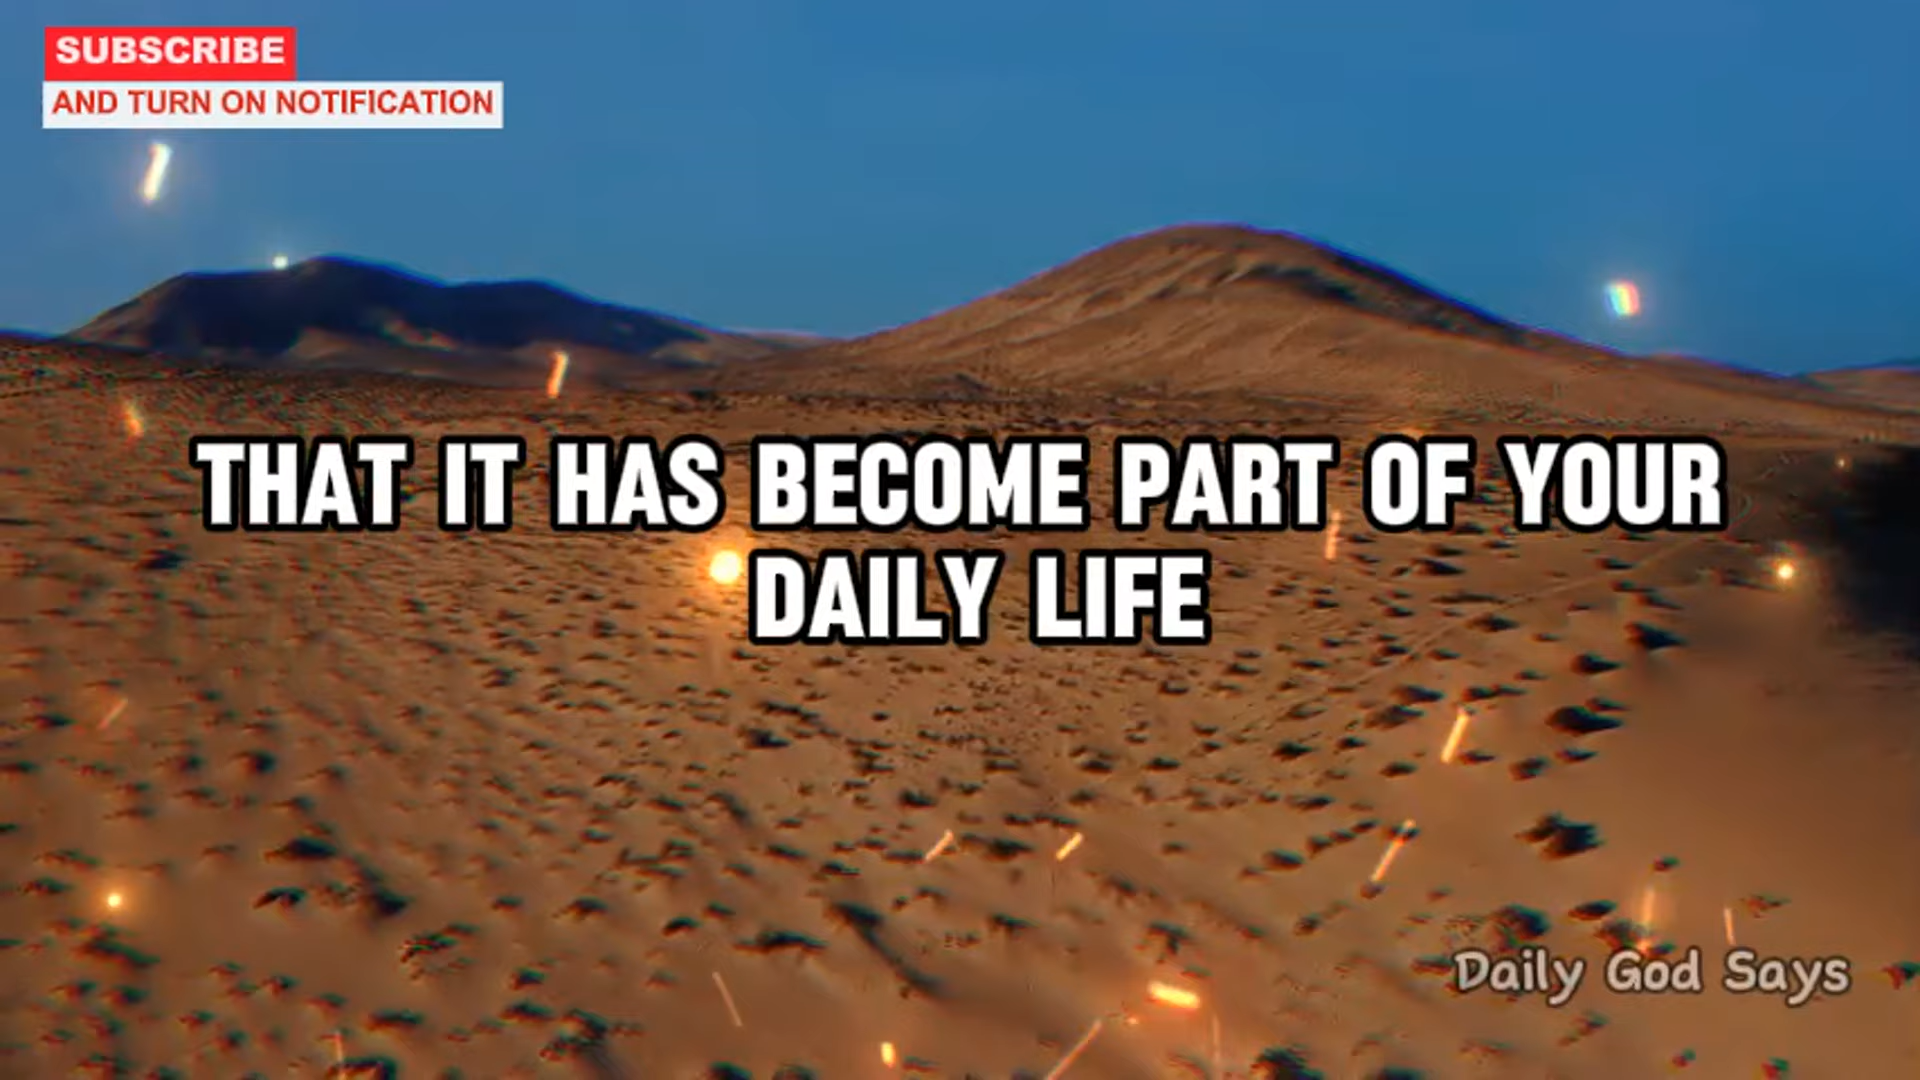 SUBSCRIBE
AND TURN ON NOTIFICATION
THAT IT HAS BECOME PART OF YOUR
DAILY LIFE
Daily God Says